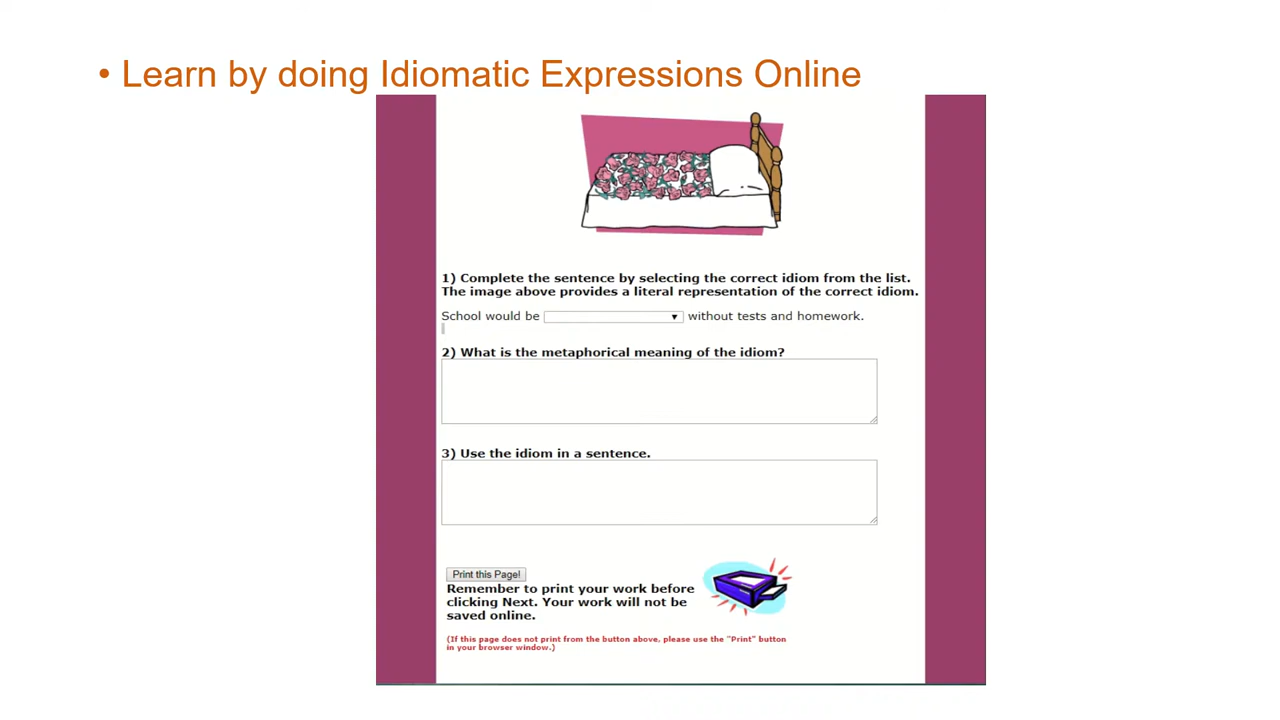 • Learn by doing Idiomatic Expressions Online
1) Complete the sentence by selecting the correct idiom from the list.
The image above provides a literal representation of the correct idiom.
School would be without tests and homework.
2) What is the metaphorical meaning of the idiom?
3) Use the idiom in a sentence.
Print this Page!
Remember to print your work before
clicking Next. Your work will not be
saved online.
(If this page does not print from the button above, please use the "Print" button
in your browser window.)